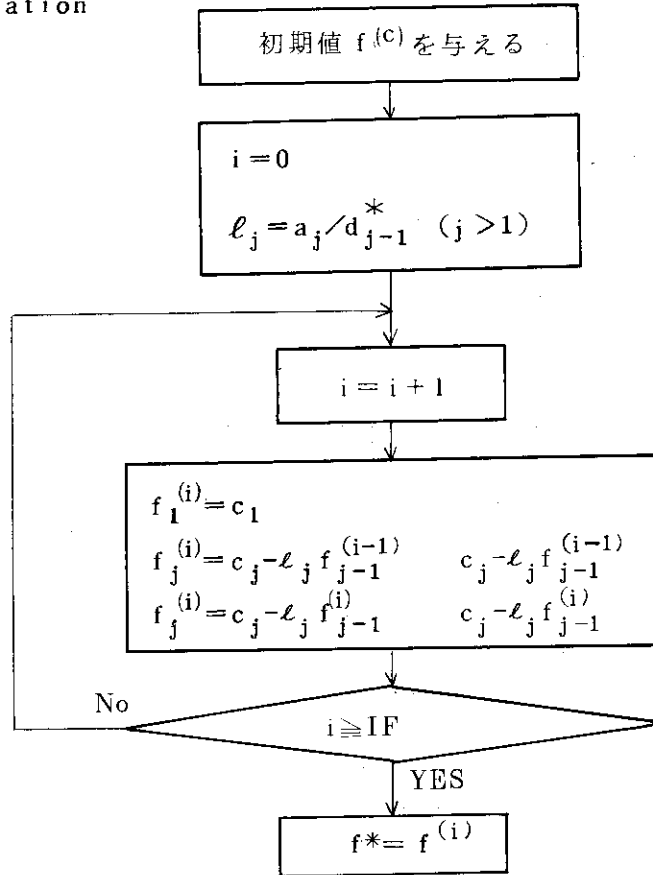 ation
初期値 f^(c) を与える
i=0
ℓ_j=a_j/d^*_{j-1} (j>1)
i=i+1
f_1^(i)=c_1
f_j^(i)=c_j-ℓ_j f_{j-1}^(i-1) c_j-ℓ_j f_{j-1}^(i-1)
f_j^(i)=c_j-ℓ_j f_{j-1}^(i) c_j-ℓ_j f_{j-1}^(i)
No
i≧IF
YES
f*=f^(i)